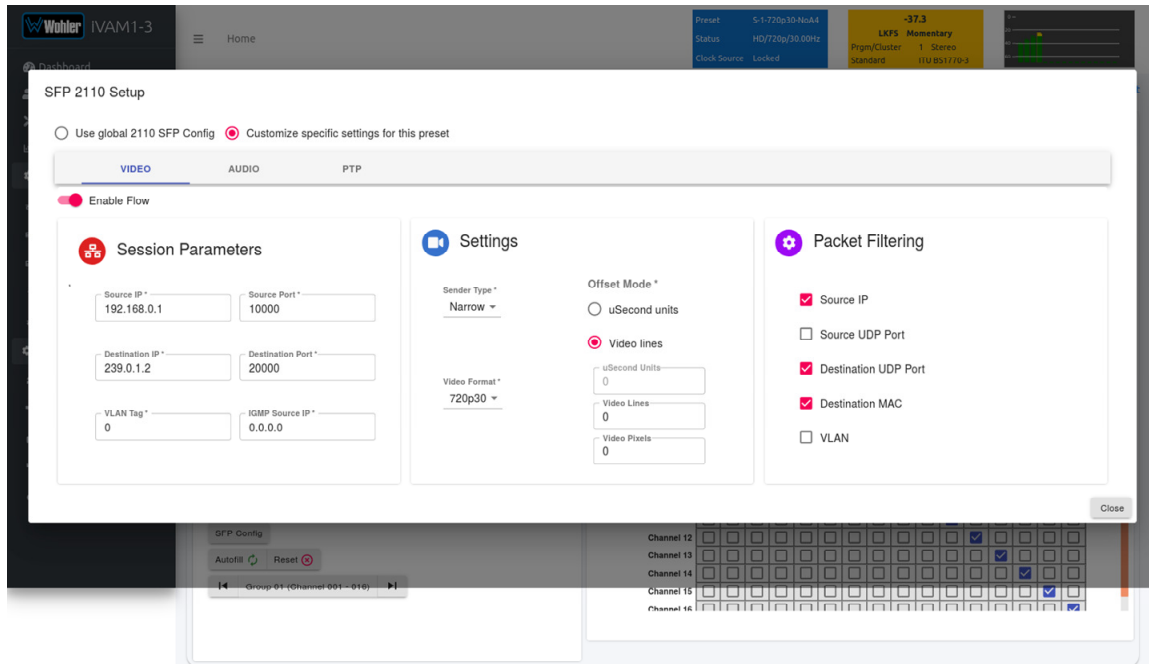 Wohler IVAM1-3
Home
Preset S-1-720p30-NoA4
Status HD/720p/30.00Hz
Clock Source Locked
-37.3
LKFS Momentary
Prgm/Cluster 1 Stereo
Standard ITU BS1770-3
Dashboard
SFP 2110 Setup
Use global 2110 SFP Config Customize specific settings for this preset
VIDEO AUDIO PTP
Enable Flow
Session Parameters
Source IP *
192.168.0.1
Source Port *
10000
Destination IP *
239.0.1.2
Destination Port *
20000
VLAN Tag *
0
IGMP Source IP *
0.0.0.0
Settings
Sender Type *
Narrow
Video Format *
720p30
Offset Mode *
uSecond units
Video lines
uSecond Units
0
Video Lines
0
Video Pixels
0
Packet Filtering
Source IP
Source UDP Port
Destination UDP Port
Destination MAC
VLAN
Close
SFP Config
Autofill Reset
Group 01 (Channel 001 - 016)
Channel 12
Channel 13
Channel 14
Channel 15
Channel 16